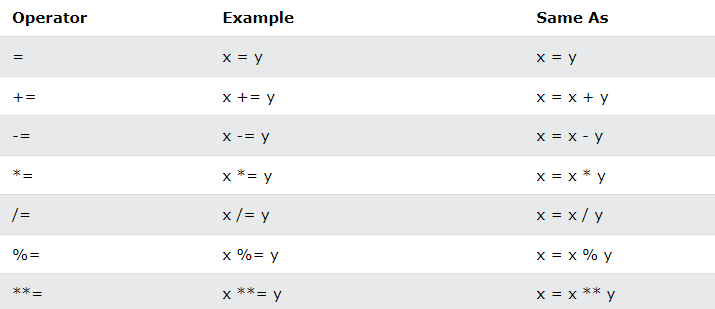 Operator Example Same As
= x = y x = y
+= x += y x = x + y
-= x -= y x = x - y
*= x *= y x = x * y
/= x /= y x = x / y
%= x %= y x = x % y
**= x **= y x = x ** y